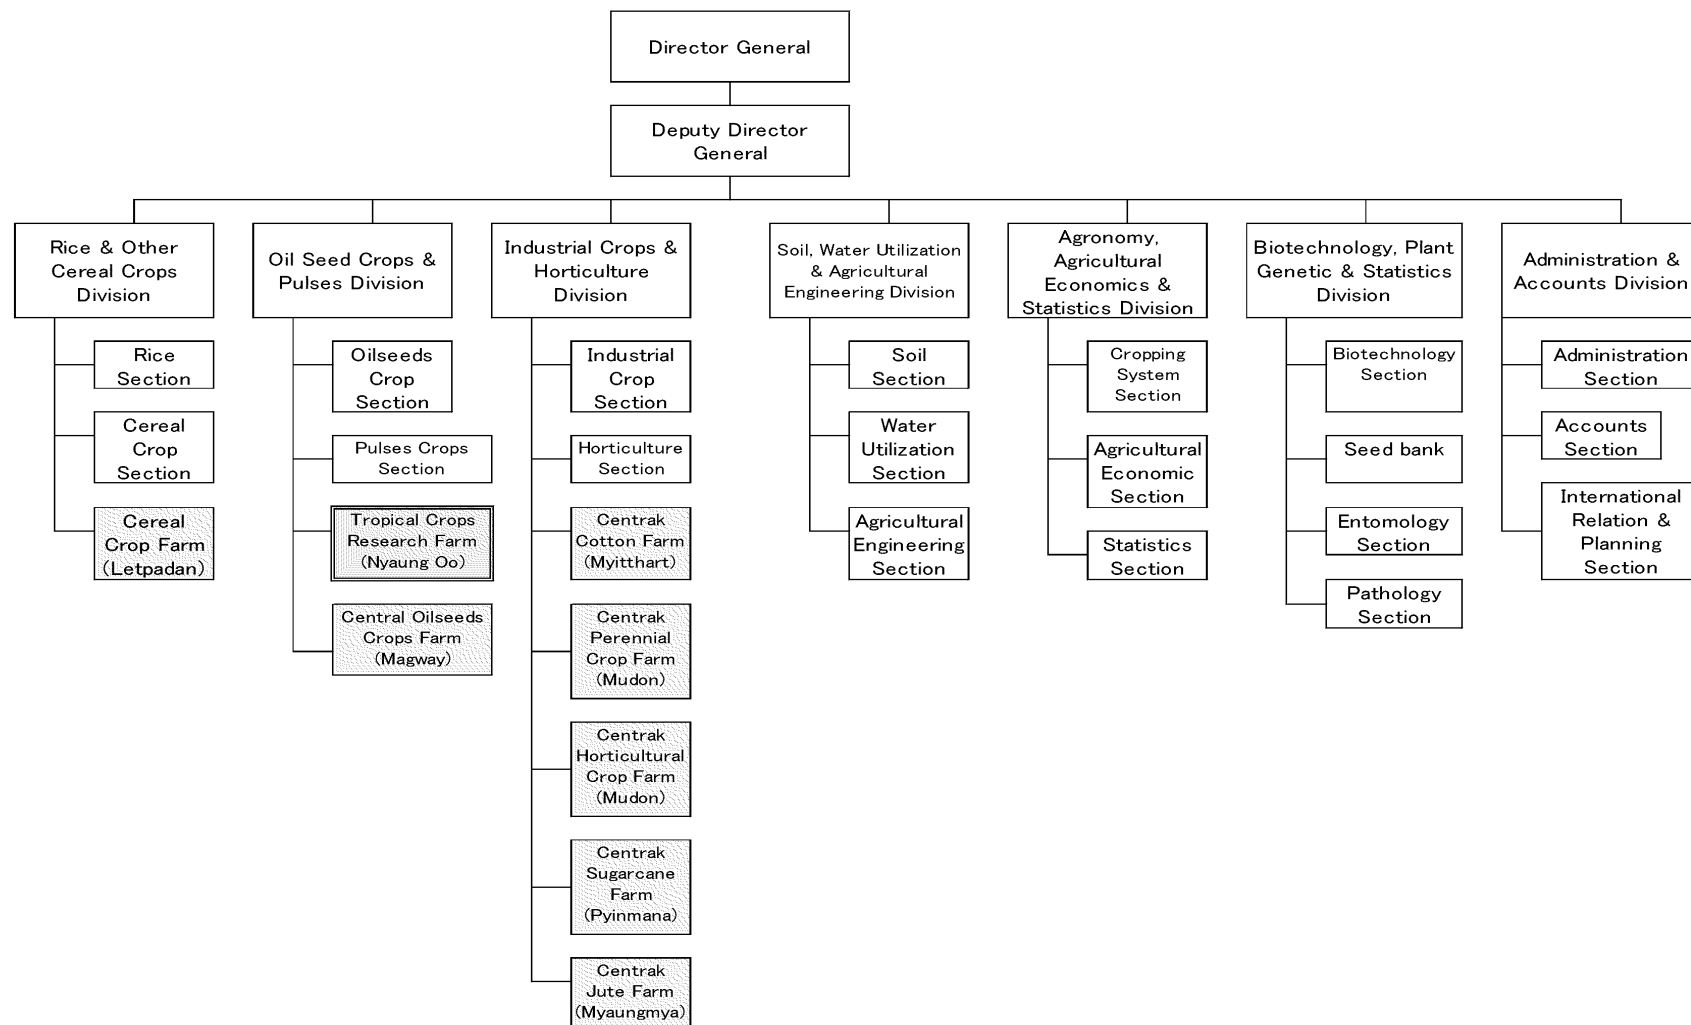 Director General
Deputy Director
General
Rice & Other
Cereal Crops
Division
Rice
Section
Cereal
Crop
Section
Cereal
Crop Farm
(Letpadan)
Oil Seed Crops &
Pulses Division
Oilseeds
Crop
Section
Pulses Crops
Section
Tropical Crops
Research Farm
(Nyaung Oo)
Central Oilseeds
Crops Farm
(Magway)
Industrial Crops &
Horticulture
Division
Industrial
Crop
Section
Horticulture
Section
Centrak
Cotton Farm
(Myitthart)
Centrak
Perennial
Crop Farm
(Mudon)
Centrak
Horticultural
Crop Farm
(Mudon)
Centrak
Sugarcane
Farm
(Pyinmana)
Centrak
Jute Farm
(Myaungmya)
Soil, Water Utilization
& Agricultural
Engineering Division
Soil
Section
Water
Utilization
Section
Agricultural
Engineering
Section
Agronomy,
Agricultural
Economics &
Statistics Division
Cropping
System
Section
Agricultural
Economic
Section
Statistics
Section
Biotechnology, Plant
Genetic & Statistics
Division
Biotechnology
Section
Seed bank
Entomology
Section
Pathology
Section
Administration &
Accounts Division
Administration
Section
Accounts
Section
International
Relation &
Planning
Section